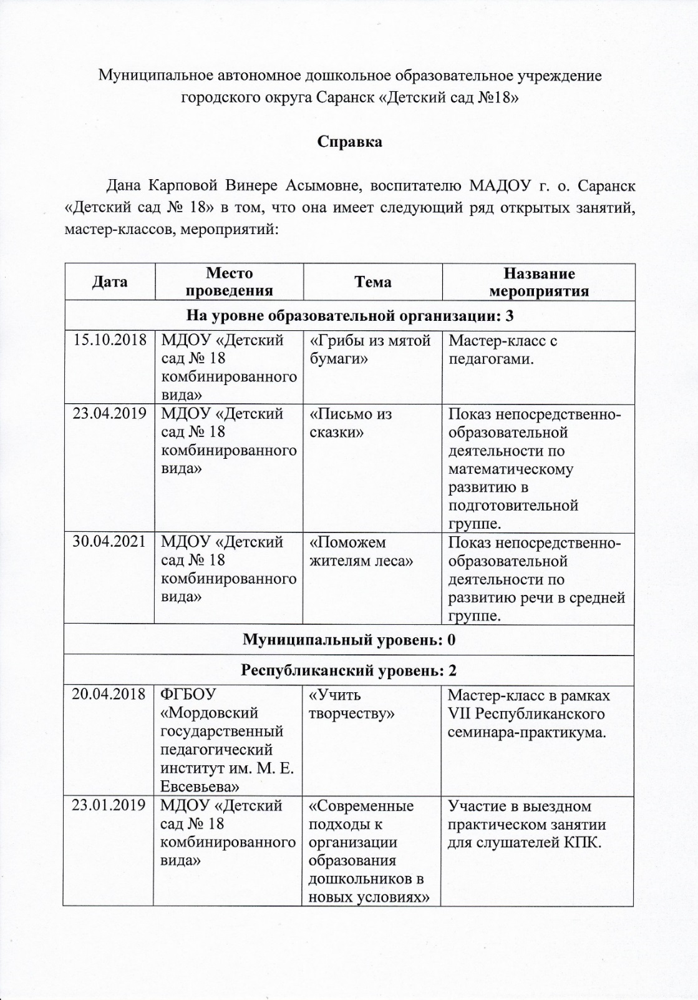 Муниципальное автономное дошкольное образовательное учреждение
городского округа Саранск «Детский сад №18»
Справка
Дана Карповой Винере Асымовне, воспитателю МАДОУ г. о. Саранск
«Детский сад № 18» в том, что она имеет следующий ряд открытых занятий,
мастер-классов, мероприятий:
Дата
Место
проведения
Тема
Название
мероприятия
На уровне образовательной организации: 3
15.10.2018
МДОУ «Детский
сад № 18
комбинированного
вида»
«Грибы из мятой
бумаги»
Мастер-класс с
педагогами.
23.04.2019
МДОУ «Детский
сад № 18
комбинированного
вида»
«Письмо из
сказки»
Показ непосредственно-
образовательной
деятельности по
математическому
развитию в
подготовительной
группе.
30.04.2021
МДОУ «Детский
сад № 18
комбинированного
вида»
«Поможем
жителям леса»
Показ непосредственно-
образовательной
деятельности по
развитию речи в средней
группе.
Муниципальный уровень: 0
Республиканский уровень: 2
20.04.2018
ФГБОУ
«Мордовский
государственный
педагогический
институт им. М. Е.
Евсевьева»
«Учить
творчеству»
Мастер-класс в рамках
VII Республиканского
семинара-практикума.
23.01.2019
МДОУ «Детский
сад № 18
комбинированного
вида»
«Современные
подходы к
организации
образования
дошкольников в
новых условиях»
Участие в выездном
практическом занятии
для слушателей КПК.